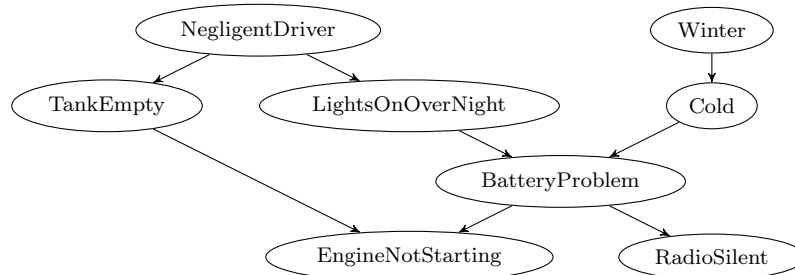 NegligentDriver
Winter
TankEmpty
LightsOnOverNight
Cold
BatteryProblem
EngineNotStarting
RadioSilent